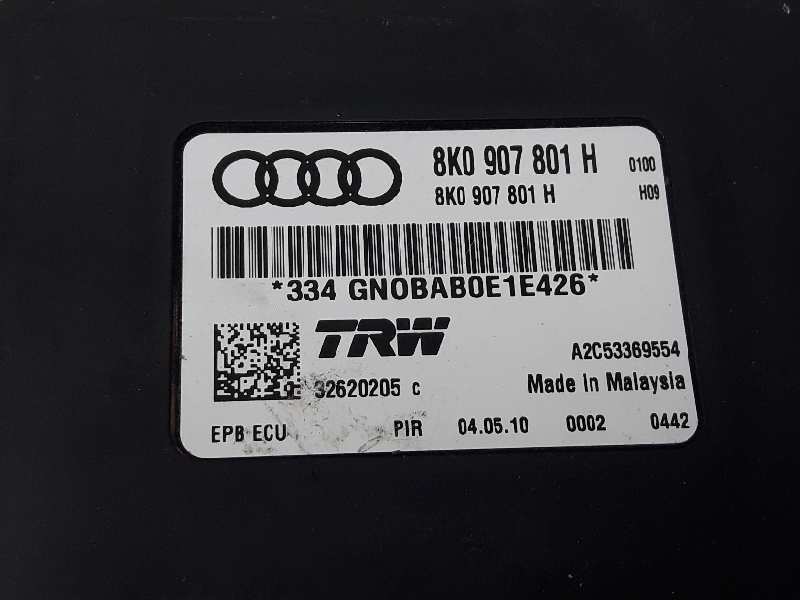 8K0 907 801 H 0100
8K0 907 801 H H09
*334 GN0BAB0E1E426*
TRW
A2C53369554
32620205 C Made in Malaysia
EPB ECU PIR 04.05.10 0002 0442